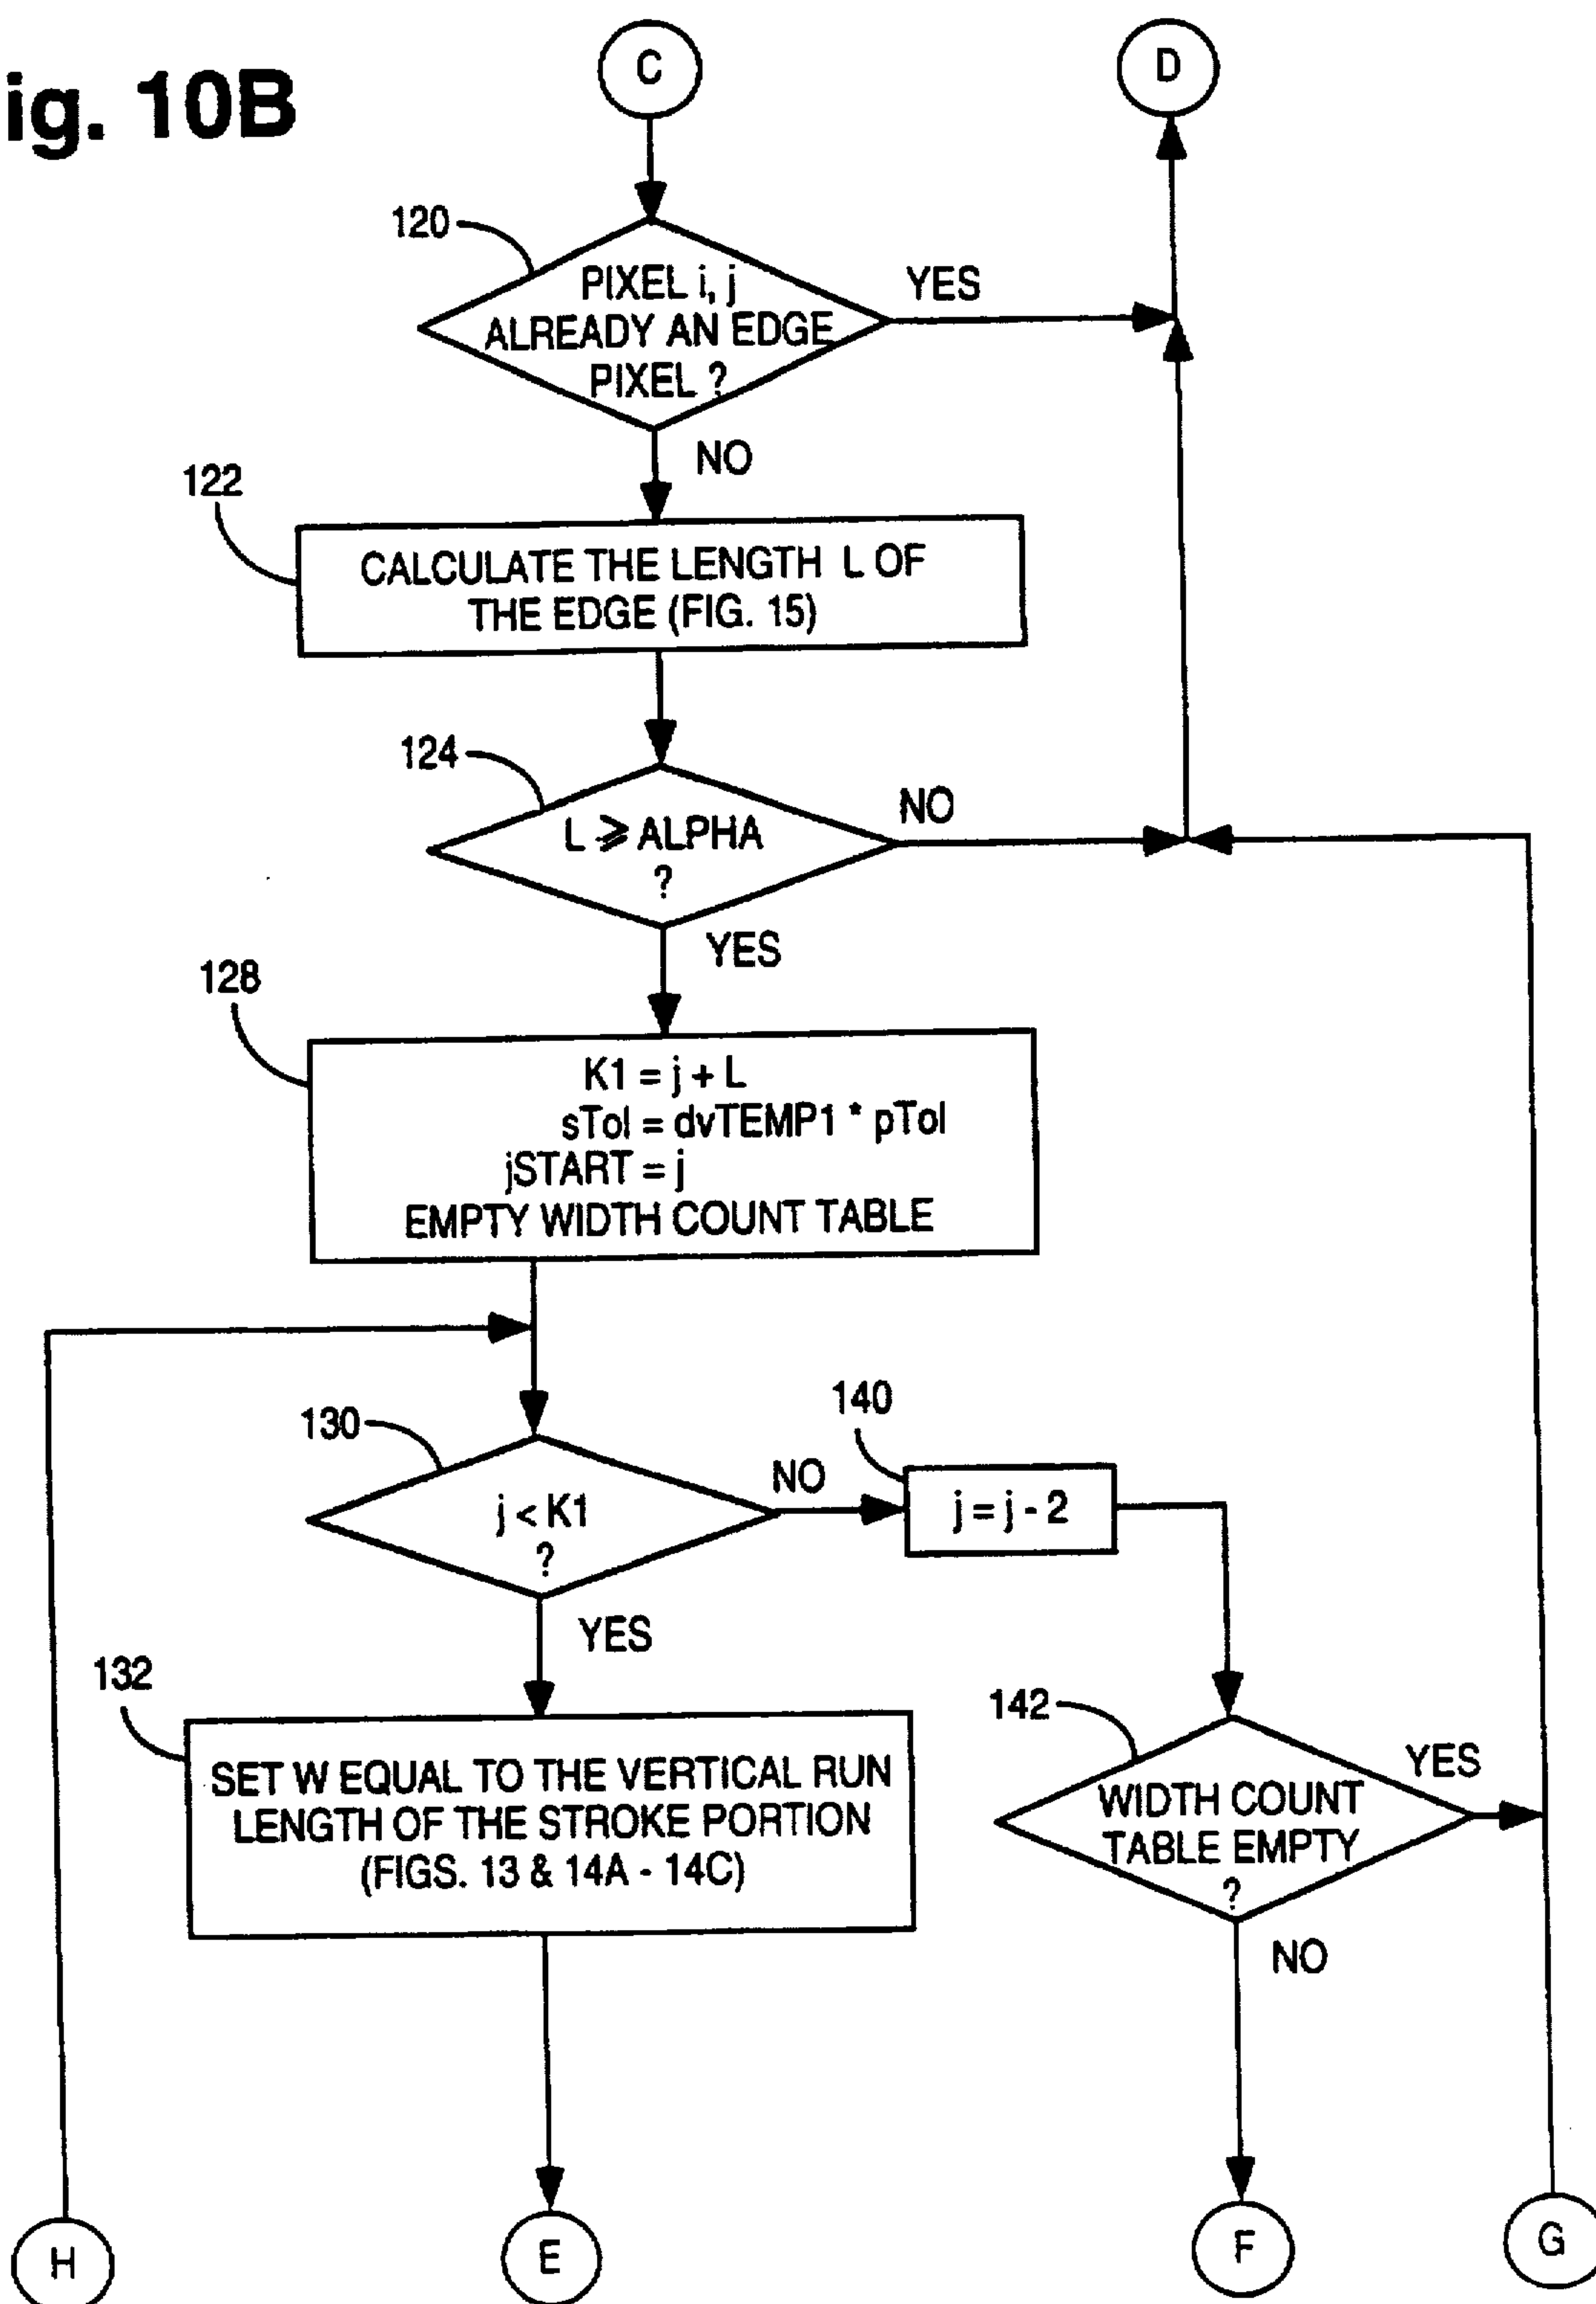 ig. 10B
C
D
120
PIXEL i, j
ALREADY AN EDGE
PIXEL ?
YES
NO
122
CALCULATE THE LENGTH L OF
THE EDGE (FIG. 15)
124
L ⩾ ALPHA
?
NO
YES
128
K1 = j + L
sTol = dvTEMP1 * pTol
jSTART = j
EMPTY WIDTH COUNT TABLE
130
j < K1
?
NO
140
j = j - 2
YES
132
SET W EQUAL TO THE VERTICAL RUN
LENGTH OF THE STROKE PORTION
(FIGS. 13 & 14A - 14C)
142
WIDTH COUNT
TABLE EMPTY
?
YES
NO
H
E
F
G